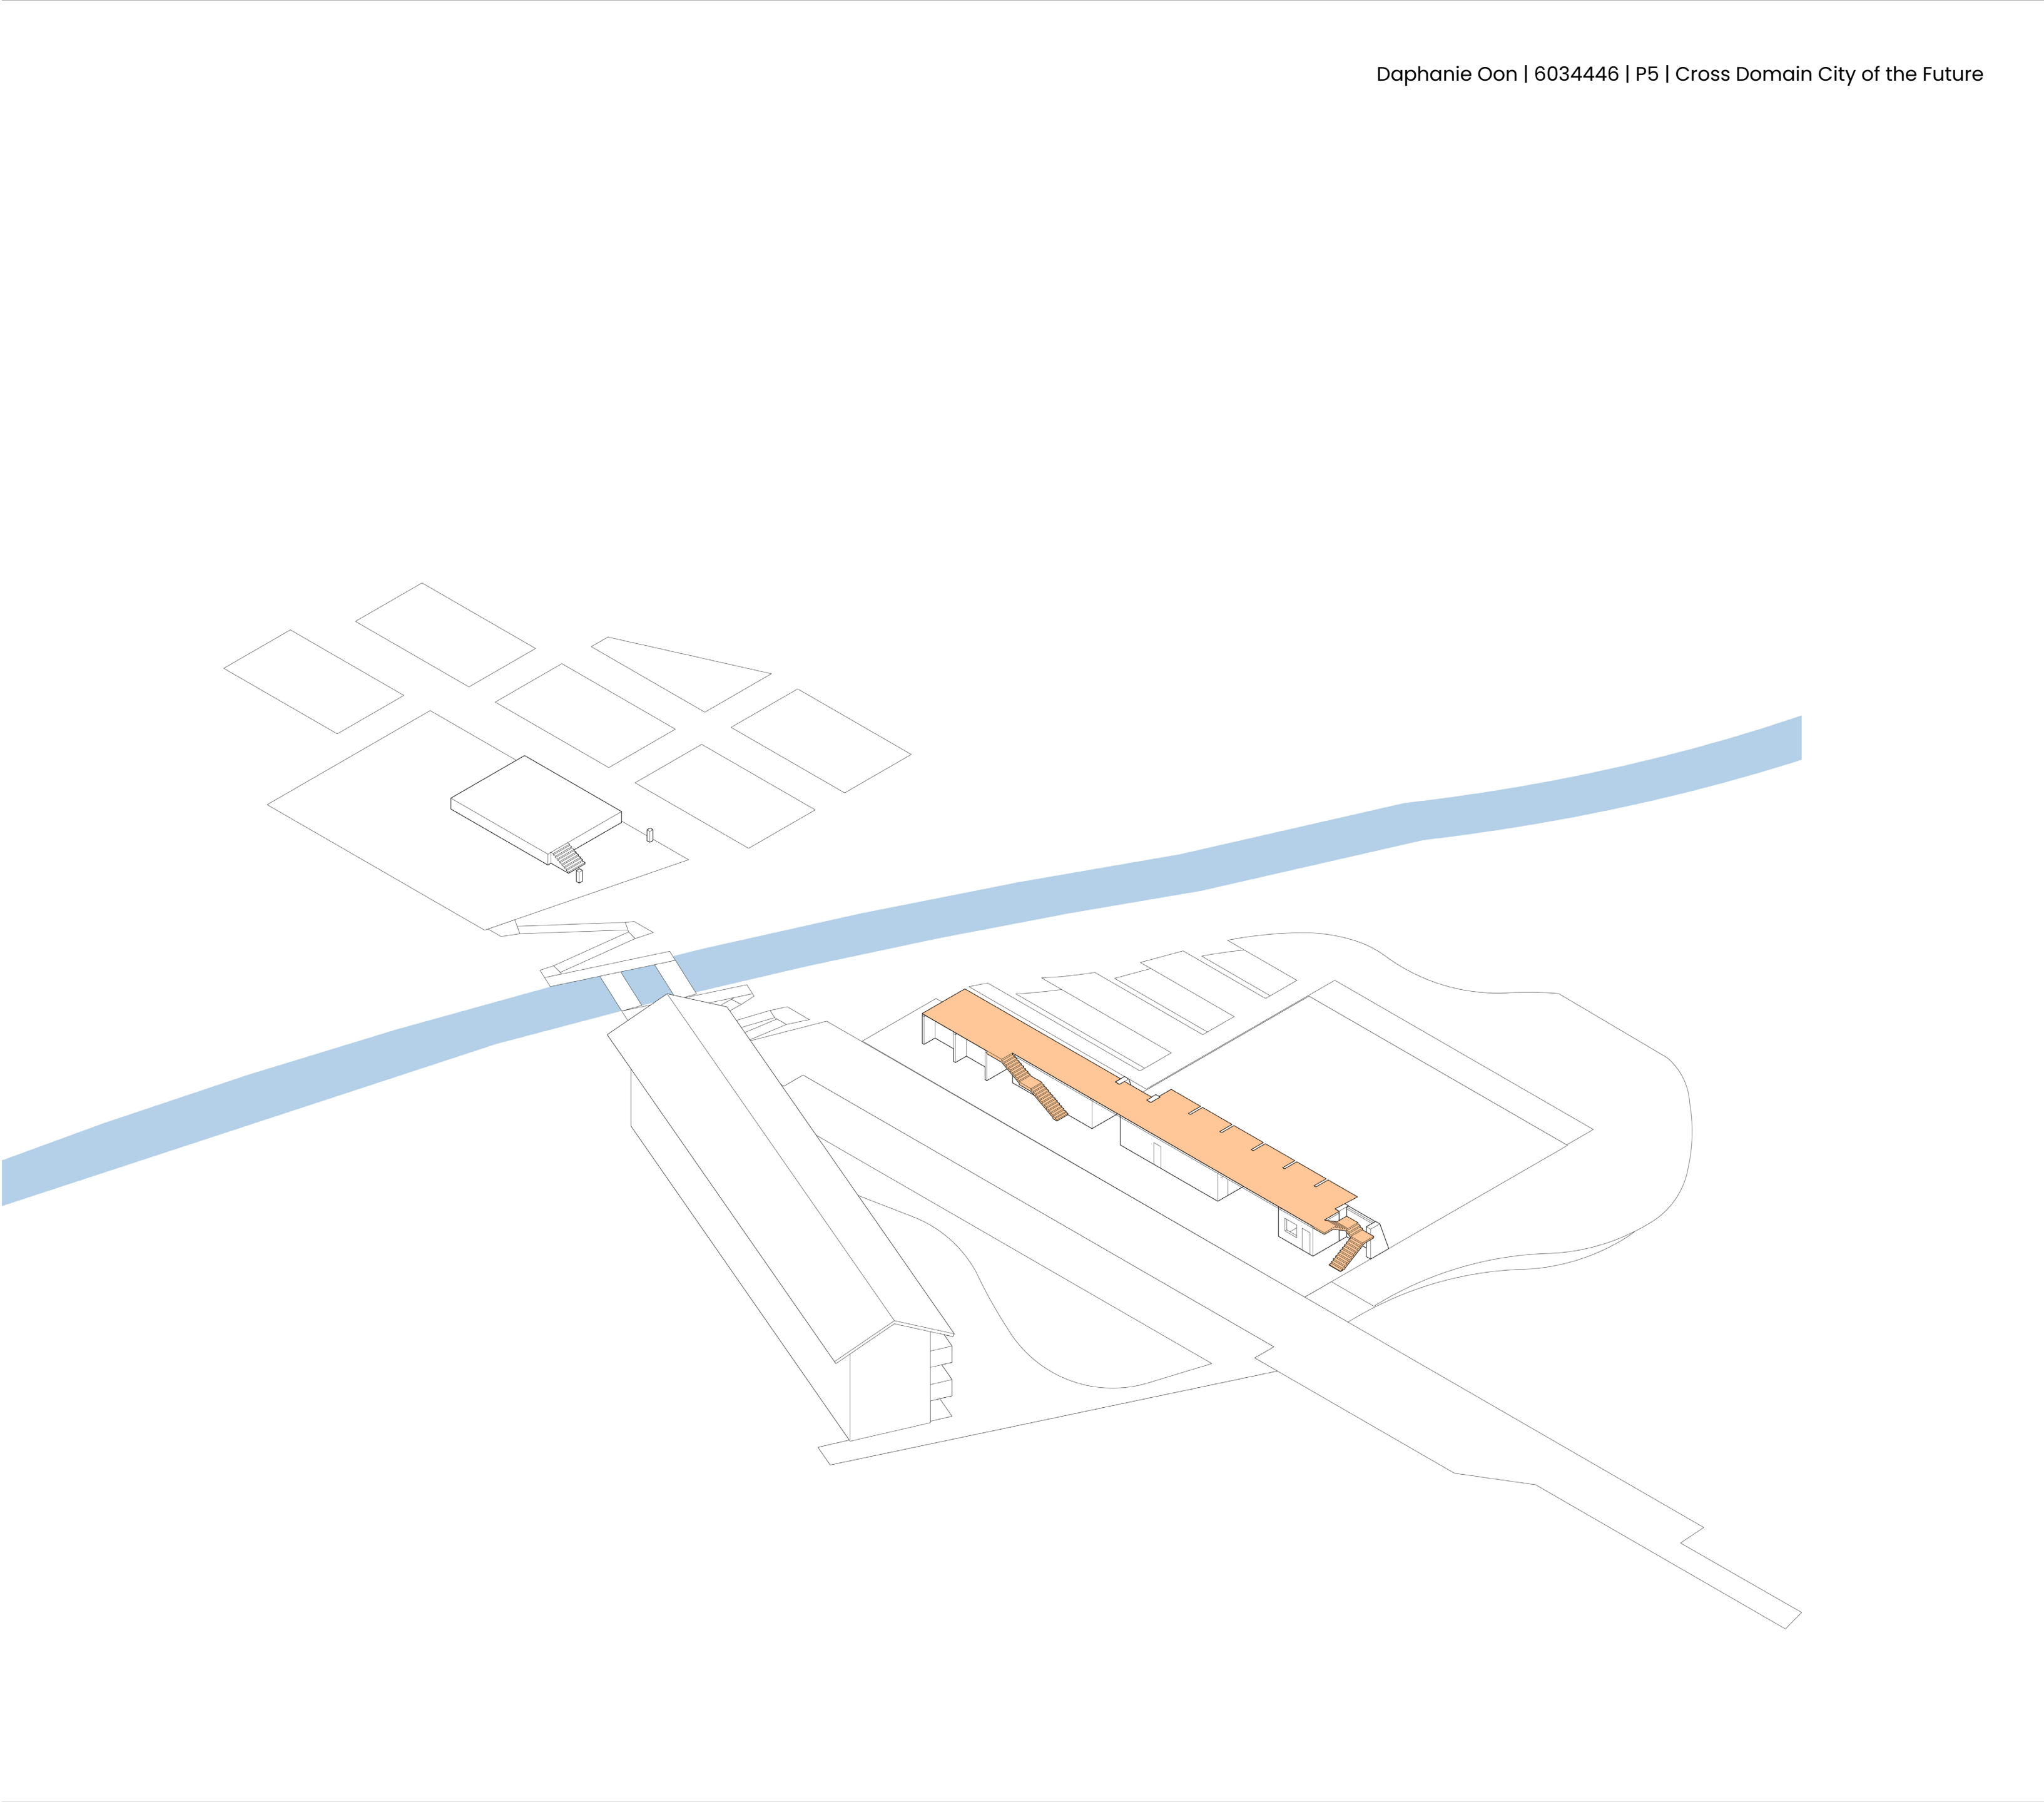 Daphanie Oon | 6034446 | P5 | Cross Domain City of the Future